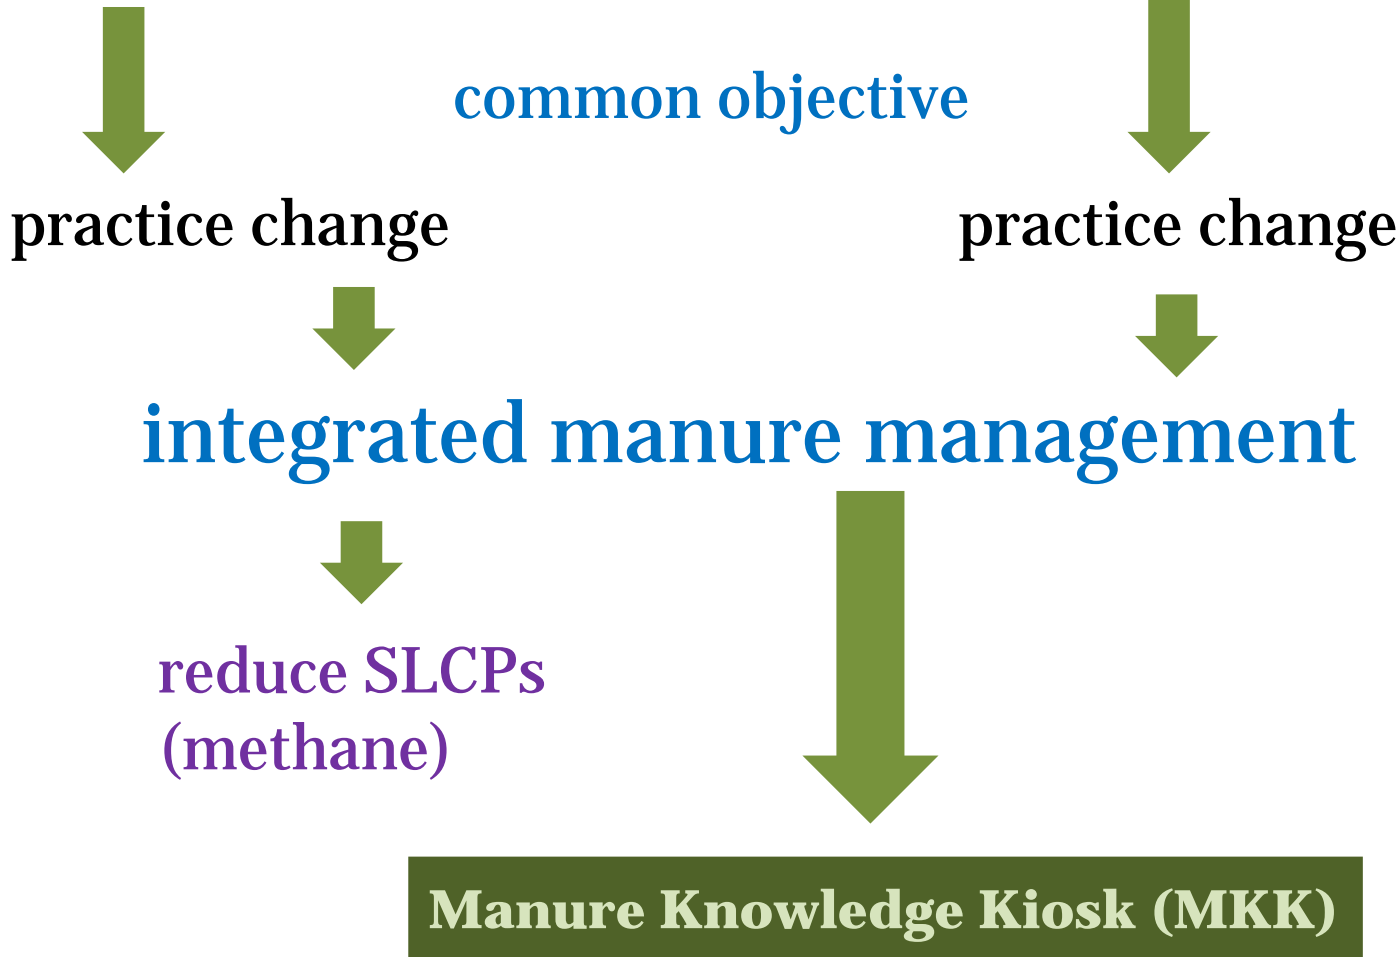 common objective
practice change
practice change
integrated manure management
reduce SLCPs
(methane)
Manure Knowledge Kiosk (MKK)